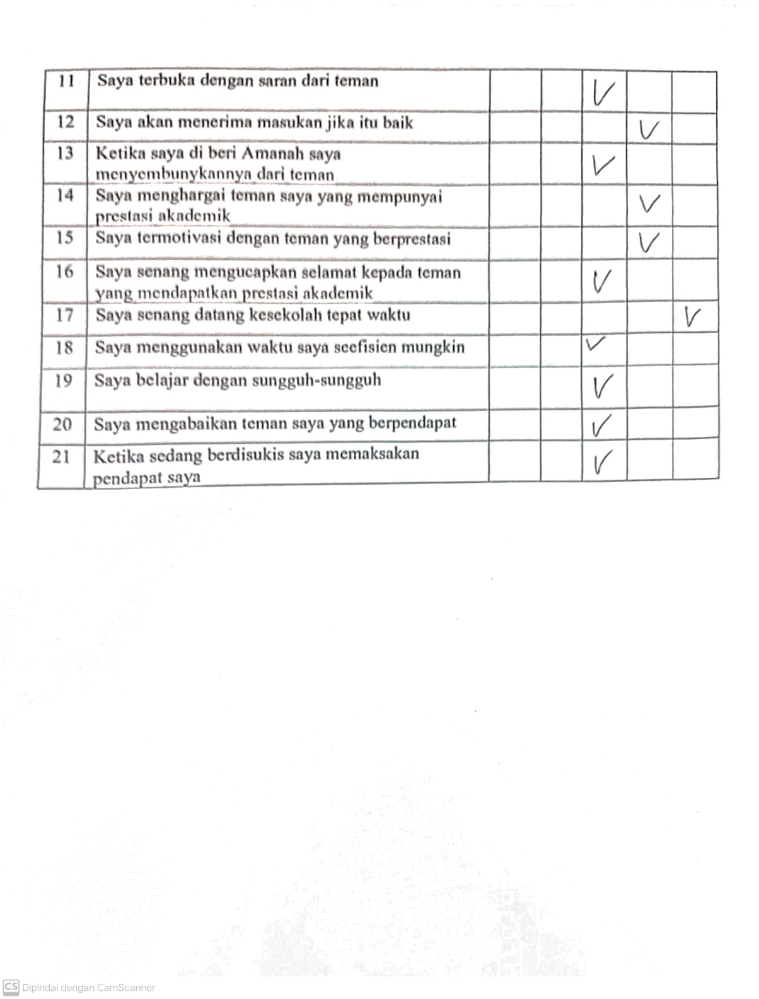 11 Saya terbuka dengan saran dari teman V
12 Saya akan menerima masukan jika itu baik V
13 Ketika saya di beri Amanah saya V
menyembunykannya dari teman
14 Saya menghargai teman saya yang mempunyai V
prestasi akademik
15 Saya termotivasi dengan teman yang berprestasi V
16 Saya senang mengucapkan selamat kepada teman V
yang mendapatkan prestasi akademik
17 Saya senang datang kesekolah tepat waktu V
18 Saya menggunakan waktu saya seefisien mungkin V
19 Saya belajar dengan sungguh-sungguh V
20 Saya mengabaikan teman saya yang berpendapat V
21 Ketika sedang berdisukis saya memaksakan V
pendapat saya
CS Dipindai dengan CamScanner